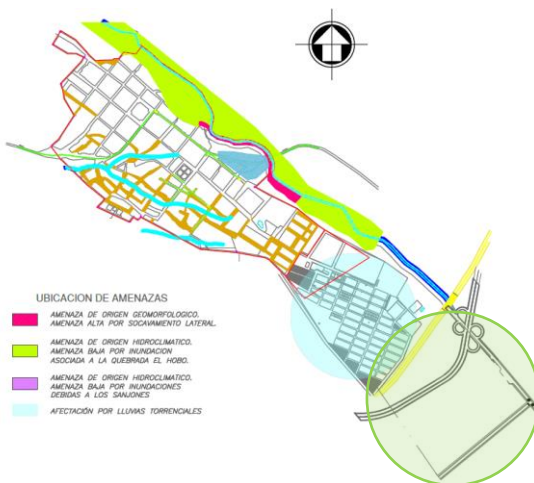 UBICACION DE AMENAZAS
AMENAZA DE ORIGEN GEOMORFOLOGICO.
AMENAZA ALTA POR SOCAVAMIENTO LATERAL.
AMENAZA DE ORIGEN HIDROCLIMATICO.
AMENAZA BAJA POR INUNDACION
ASOCIADA A LA QUEBRADA EL HOBO.
AMENAZA DE ORIGEN HIDROCLIMATICO.
AMENAZA BAJA POR INUNDACIONES
DEBIDAS A LOS SANJONES
AFECTACIÓN POR LLUVIAS TORRENCIALES